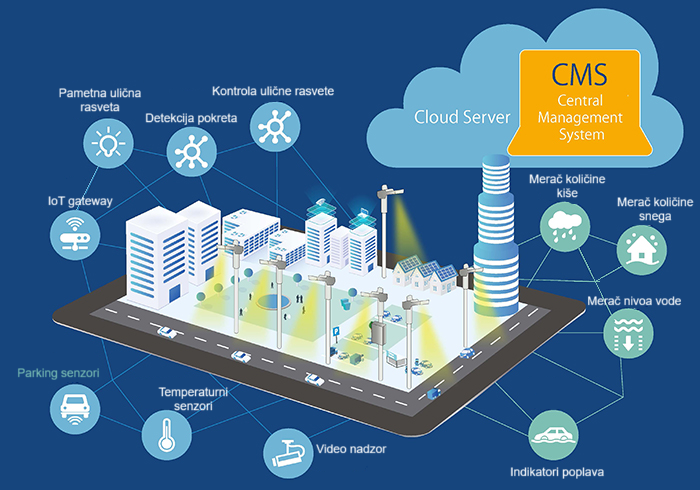 Pametna ulična
rasveta
Detekcija pokreta
Kontrola ulične rasvete
IoT gateway
Cloud Server
CMS
Central
Management
System
Merač količine
kiše
Merač količine
snega
Merač nivoa vode
P
Parking senzori
Temperaturni
senzori
Video nadzor
Indikatori poplava